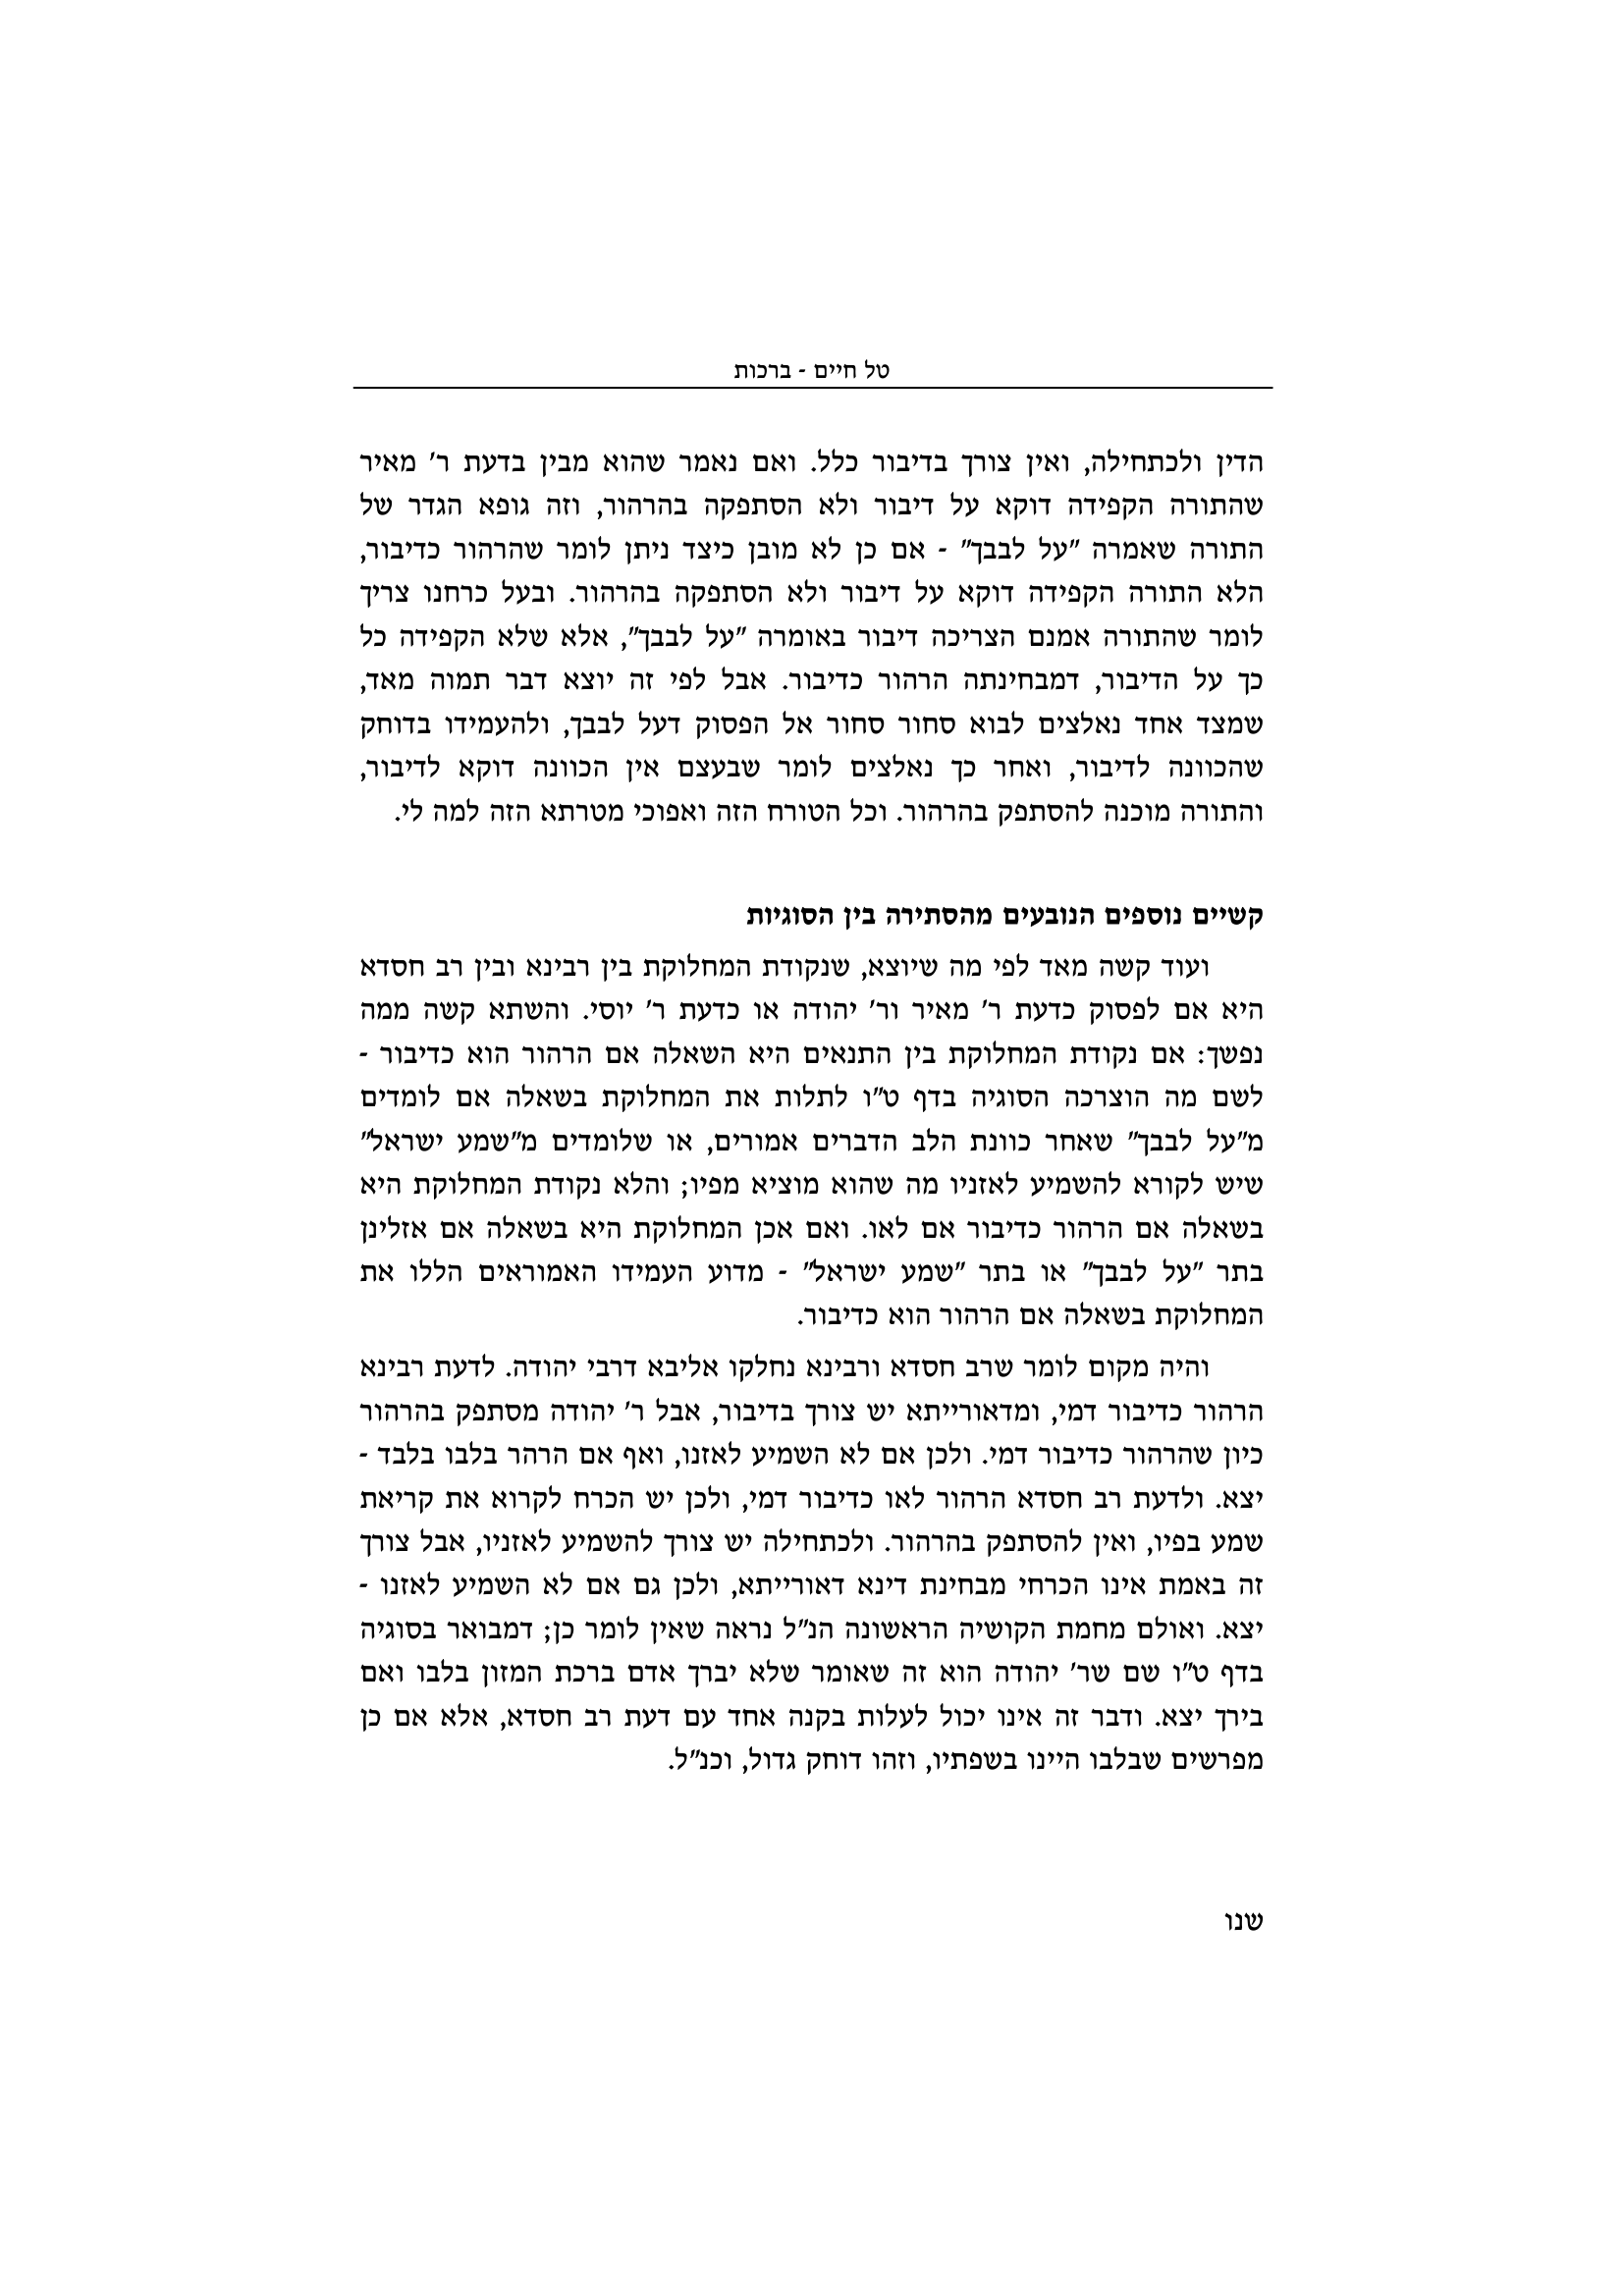 טל חיים - ברכות
הדין ולכתחילה, ואין צורך בדיבור כלל. ואם נאמר שהוא מבין בדעת ר' מאיר
שהתורה הקפידה דוקא על דיבור ולא הסתפקה בהרהור, וזה גופא הגדר של
התורה שאמרה "על לבבך" - אם כן לא מובן כיצד ניתן לומר שהרהור כדיבור,
הלא התורה הקפידה דוקא על דיבור ולא הסתפקה בהרהור. ובעל כרחנו צריך
לומר שהתורה אמנם הצריכה דיבור באומרה "על לבבך", אלא שלא הקפידה כל
כך על הדיבור, דמבחינתה הרהור כדיבור. אבל לפי זה יוצא דבר תמוה מאד,
שמצד אחד נאלצים לבוא סחור סחור אל הפסוק דעל לבבך, ולהעמידו בדוחק
שהכוונה לדיבור, ואחר כך נאלצים לומר שבעצם אין הכוונה דוקא לדיבור,
והתורה מוכנה להסתפק בהרהור. וכל הטורח הזה ואפוכי מטרתא הזה למה לי.
קשיים נוספים הנובעים מהסתירה בין הסוגיות
ועוד קשה מאד לפי מה שיוצא, שנקודת המחלוקת בין רבינא ובין רב חסדא
היא אם לפסוק כדעת ר' מאיר ור' יהודה או כדעת ר' יוסי. והשתא קשה ממה
נפשך: אם נקודת המחלוקת בין התנאים היא השאלה אם הרהור הוא כדיבור -
לשם מה הוצרכה הסוגיה בדף ט"ו לתלות את המחלוקת בשאלה אם לומדים
מ"על לבבך" שאחר כוונת הלב הדברים אמורים, או שלומדים מ"שמע ישראל"
שיש לקורא להשמיע לאזניו מה שהוא מוציא מפיו; והלא נקודת המחלוקת היא
בשאלה אם הרהור כדיבור אם לאו. ואם אכן המחלוקת היא בשאלה אם אזלינן
בתר "על לבבך" או בתר "שמע ישראל" - מדוע העמידו האמוראים הללו את
המחלוקת בשאלה אם הרהור הוא כדיבור.
והיה מקום לומר שרב חסדא ורבינא נחלקו אליבא דרבי יהודה. לדעת רבינא
הרהור כדיבור דמי, ומדאורייתא יש צורך בדיבור, אבל ר' יהודה מסתפק בהרהור
כיון שהרהור כדיבור דמי. ולכן אם לא השמיע לאזנו, ואף אם הרהר בלבו בלבד -
יצא. ולדעת רב חסדא הרהור לאו כדיבור דמי, ולכן יש הכרח לקרוא את קריאת
שמע בפיו, ואין להסתפק בהרהור. ולכתחילה יש צורך להשמיע לאזניו, אבל צורך
זה באמת אינו הכרחי מבחינת דינא דאורייתא, ולכן גם אם לא השמיע לאזנו -
יצא. ואולם מחמת הקושיה הראשונה הנ"ל נראה שאין לומר כן; דמבואר בסוגיה
בדף ט"ו שם שר' יהודה הוא זה שאומר שלא יברך אדם ברכת המזון בלבו ואם
בירך יצא. ודבר זה אינו יכול לעלות בקנה אחד עם דעת רב חסדא, אלא אם כן
מפרשים שבלבו היינו בשפתיו, וזהו דוחק גדול, וכנ"ל.
שנו